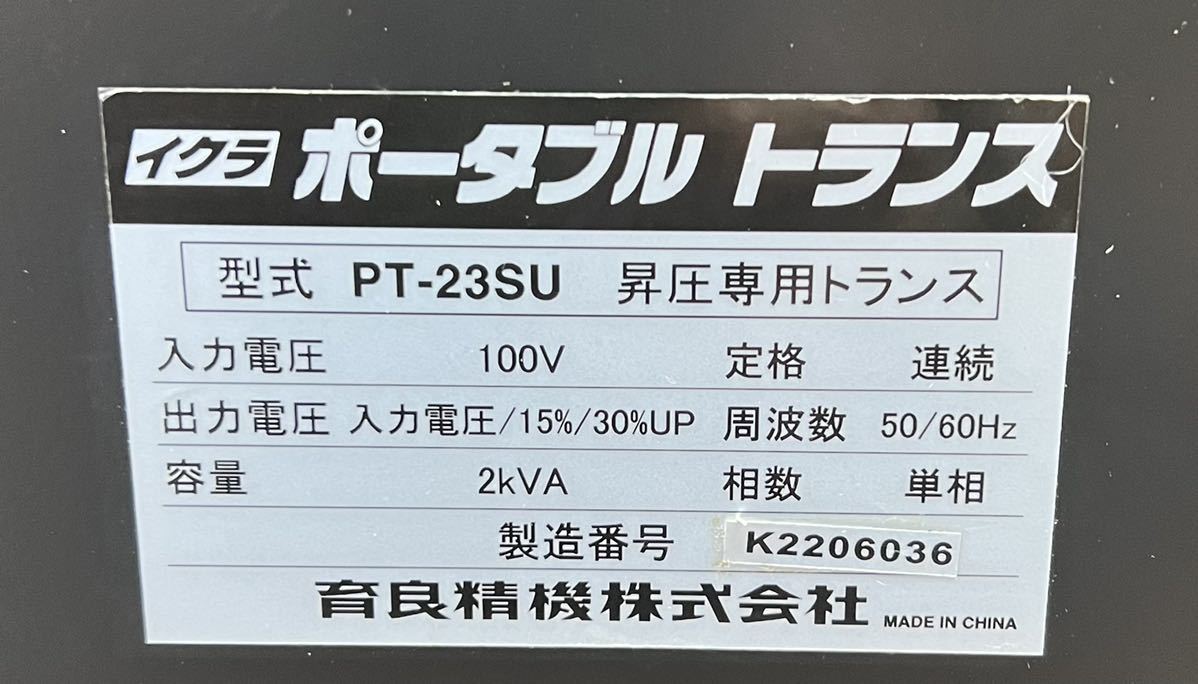 イクラ ポータブル トランス
型式 PT-23SU 昇圧専用トランス
入力電圧 100V 定格 連続
出力電圧 入力電圧/15%/30%UP 周波数 50/60Hz
容量 2kVA 相数 単相
製造番号 K2206036
育良精機株式会社 MADE IN CHINA